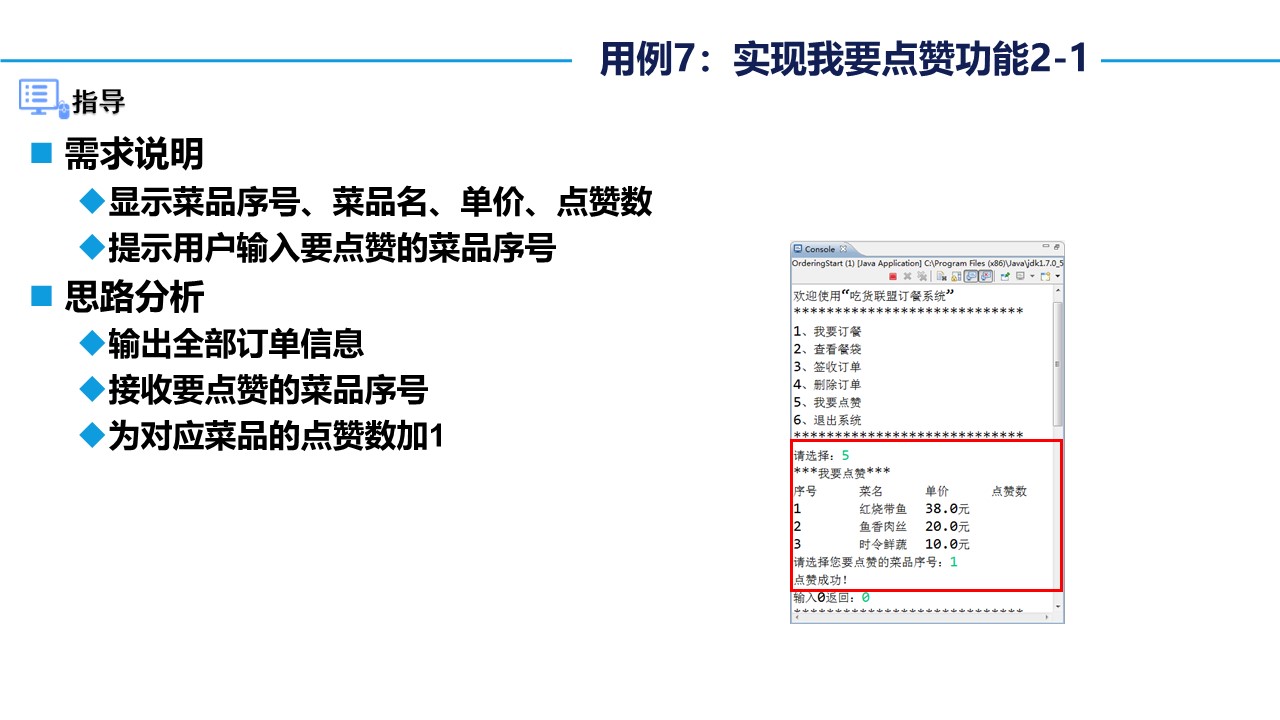 用例7：实现我要点赞功能2-1
指导
需求说明
显示菜品序号、菜品名、单价、点赞数
提示用户输入要点赞的菜品序号
思路分析
输出全部订单信息
接收要点赞的菜品序号
为对应菜品的点赞数加1
Console
OrderingStart (1) [Java Application] C:\Program Files (x86)\Java\jdk1.7.0_5
欢迎使用“吃货联盟订餐系统”
****************************
1、我要订餐
2、查看餐袋
3、签收订单
4、删除订单
5、我要点赞
6、退出系统
****************************
请选择：5
***我要点赞***
序号 菜名 单价 点赞数
1 红烧带鱼 38.0元
2 鱼香肉丝 20.0元
3 时令鲜蔬 10.0元
请选择您要点赞的菜品序号：1
点赞成功！
输入0返回：0
****************************